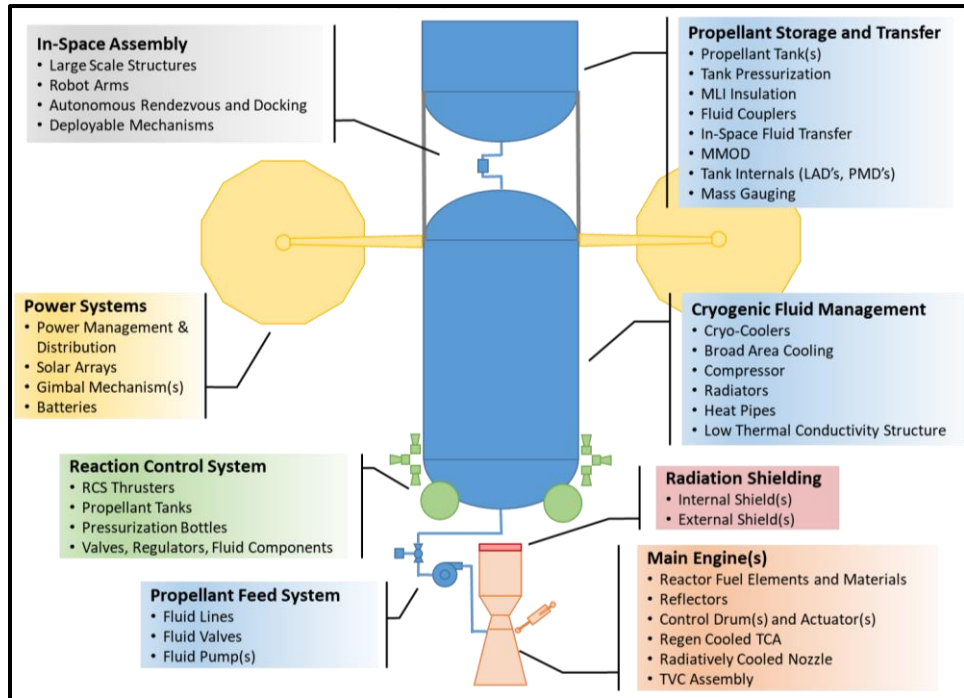 In-Space Assembly
• Large Scale Structures
• Robot Arms
• Autonomous Rendezvous and Docking
• Deployable Mechanisms
Propellant Storage and Transfer
• Propellant Tank(s)
• Tank Pressurization
• MLI Insulation
• Fluid Couplers
• In-Space Fluid Transfer
• MMOD
• Tank Internals (LAD's, PMD's)
• Mass Gauging
Power Systems
• Power Management &
Distribution
• Solar Arrays
• Gimbal Mechanism(s)
• Batteries
Cryogenic Fluid Management
• Cryo-Coolers
• Broad Area Cooling
• Compressor
• Radiators
• Heat Pipes
• Low Thermal Conductivity Structure
Reaction Control System
• RCS Thrusters
• Propellant Tanks
• Pressurization Bottles
• Valves, Regulators, Fluid Components
Radiation Shielding
• Internal Shield(s)
• External Shield(s)
Propellant Feed System
• Fluid Lines
• Fluid Valves
• Fluid Pump(s)
Main Engine(s)
• Reactor Fuel Elements and Materials
• Reflectors
• Control Drum(s) and Actuator(s)
• Regen Cooled TCA
• Radiatively Cooled Nozzle
• TVC Assembly